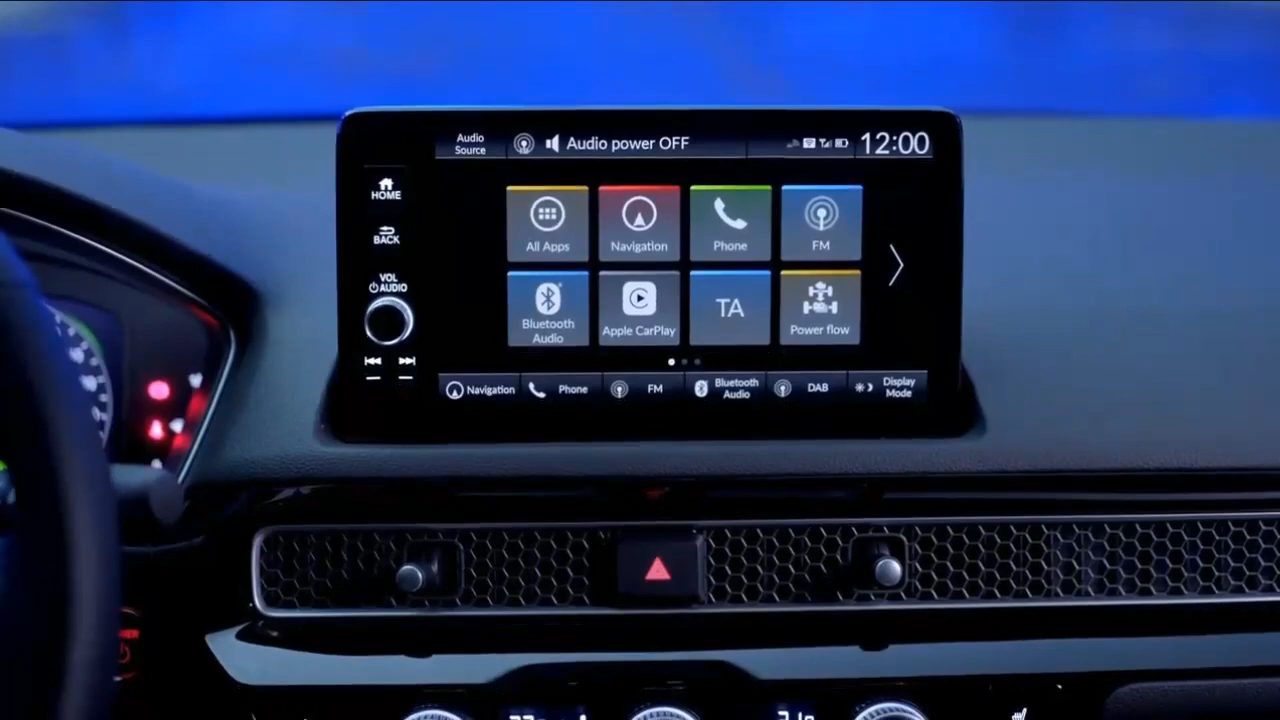 Audio
Source
Audio power OFF
12:00
HOME
BACK
VOL
AUDIO
All Apps
Navigation
Phone
FM
Bluetooth
Audio
Apple CarPlay
TA
Power flow
Navigation
Phone
FM
Bluetooth
Audio
DAB
Display
Mode